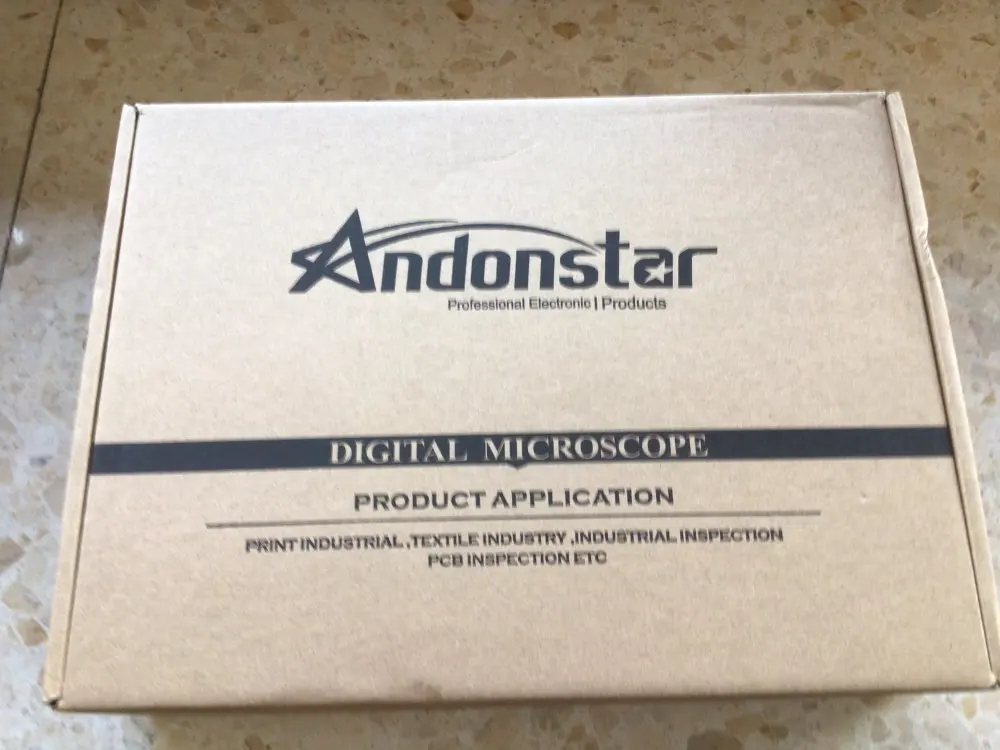 Andonstar
Professional Electronic | Products
DIGITAL MICROSCOPE
PRODUCT APPLICATION
PRINT INDUSTRIAL ,TEXTILE INDUSTRY ,INDUSTRIAL INSPECTION
PCB INSPECTION ETC